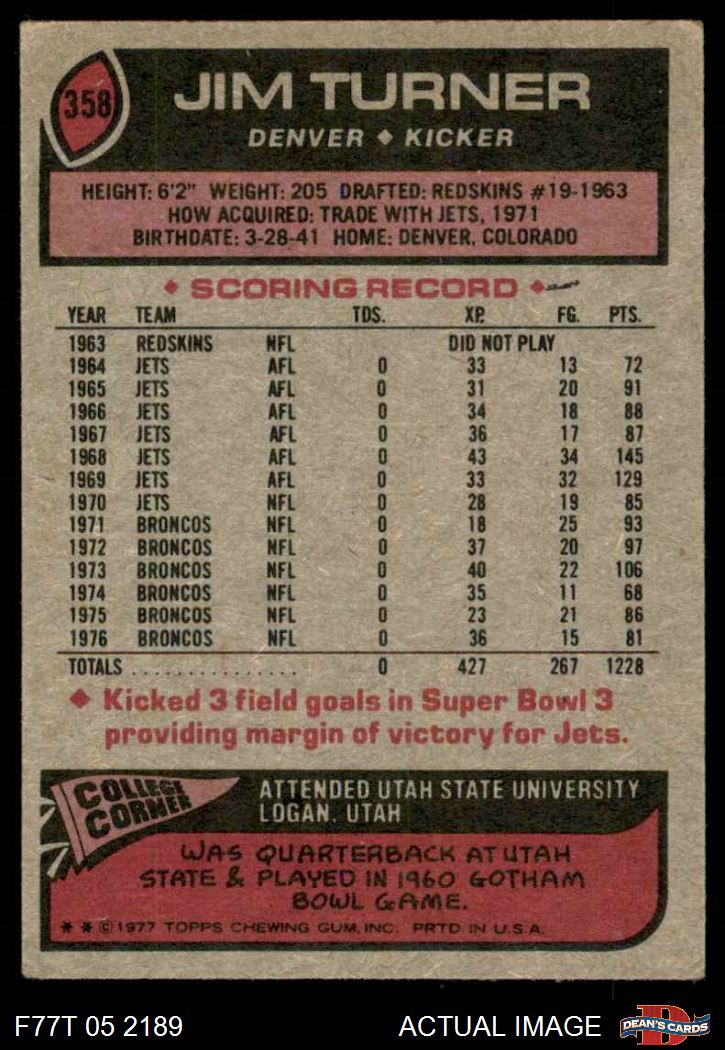 358
JIM TURNER
DENVER ♦ KICKER
HEIGHT: 6'2" WEIGHT: 205 DRAFTED: REDSKINS #19-1963
HOW ACQUIRED: TRADE WITH JETS, 1971
BIRTHDATE: 3-28-41 HOME: DENVER, COLORADO
♦ SCORING RECORD ♦
YEAR TEAM TDS. XP. FG. PTS.
1963 REDSKINS NFL DID NOT PLAY
1964 JETS AFL 0 33 13 72
1965 JETS AFL 0 31 20 91
1966 JETS AFL 0 34 18 88
1967 JETS AFL 0 36 17 87
1968 JETS AFL 0 43 34 145
1969 JETS AFL 0 33 32 129
1970 JETS NFL 0 28 19 85
1971 BRONCOS NFL 0 18 25 93
1972 BRONCOS NFL 0 37 20 97
1973 BRONCOS NFL 0 40 22 106
1974 BRONCOS NFL 0 35 11 68
1975 BRONCOS NFL 0 23 21 86
1976 BRONCOS NFL 0 36 15 81
TOTALS ................ 0 427 267 1228
♦ Kicked 3 field goals in Super Bowl 3
providing margin of victory for Jets.
COLLEGE
CORNER
ATTENDED UTAH STATE UNIVERSITY
LOGAN, UTAH
WAS QUARTERBACK AT UTAH
STATE & PLAYED IN 1960 GOTHAM
BOWL GAME.
* * © 1977 TOPPS CHEWING GUM, INC. PRTD IN U.S.A.
F77T 05 2189 ACTUAL IMAGE
D
DEAN'S CARDS